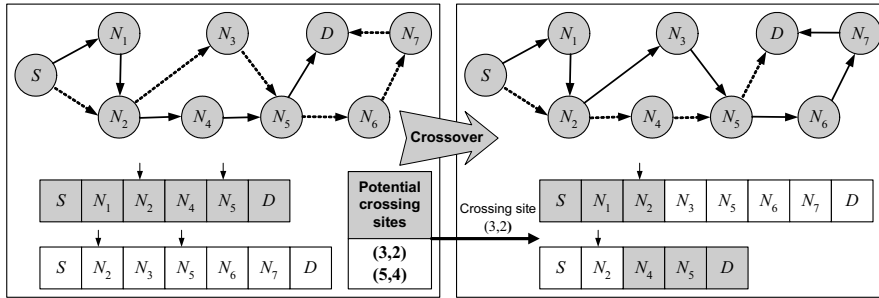 N1 N3 D N7
S
N2 N4 N5 N6
S N1 N2 N4 N5 D
S N2 N3 N5 N6 N7 D
Potential
crossing
sites
(3,2)
(5,4)
Crossover
Crossing site
(3,2)
N1 N3 D N7
S
N2 N4 N5 N6
S N1 N2 N3 N5 N6 N7 D
S N2 N4 N5 D